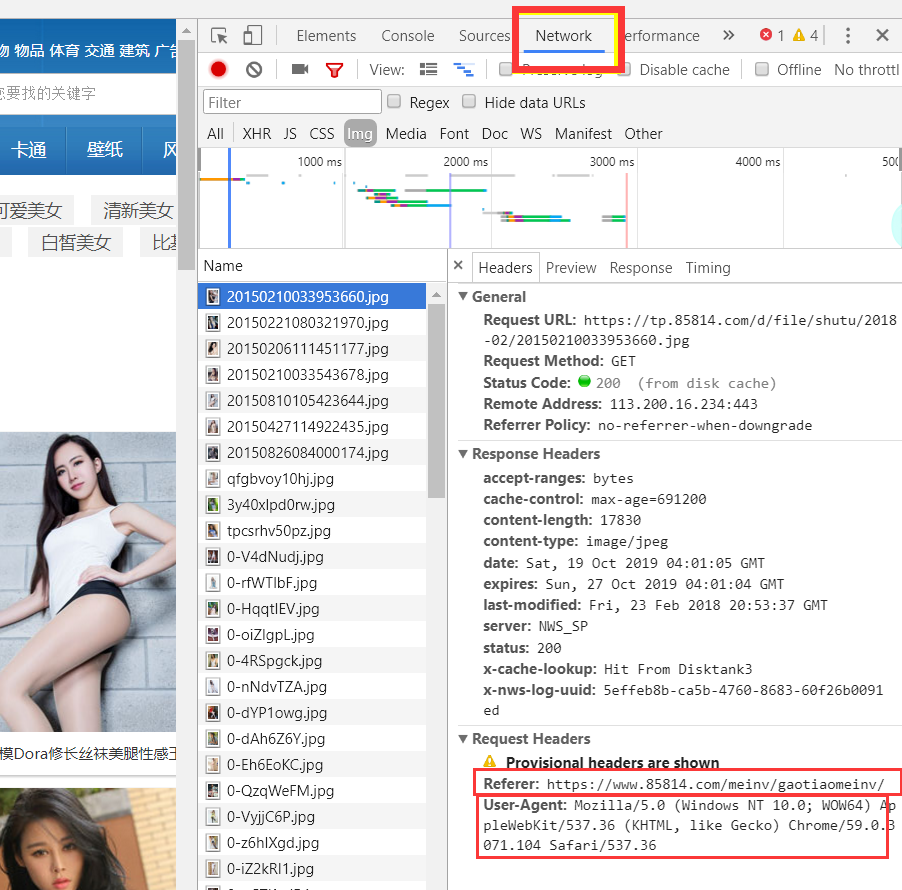 物 物品 体育 交通 建筑 广告
您要找的关键字
卡通 壁纸 风
可爱美女 清新美女
白皙美女 比基
模Dora修长丝袜美腿性感玉
Elements Console Sources Network Performance 1 4
View: Preserve log Disable cache Offline No throttl
Filter Regex Hide data URLs
All XHR JS CSS Img Media Font Doc WS Manifest Other
1000 ms 2000 ms 3000 ms 4000 ms 500
Name
20150210033953660.jpg
20150221080321970.jpg
20150206111451177.jpg
20150210033543678.jpg
20150810105423644.jpg
20150427114922435.jpg
20150826084000174.jpg
qfgbvoy10hj.jpg
3y40xlpd0rw.jpg
tpcsrhv50pz.jpg
0-V4dNudj.jpg
0-rfWTlbF.jpg
0-HqqtIEV.jpg
0-oiZlgpL.jpg
0-4RSpgck.jpg
0-nNdvTZA.jpg
0-dYP1owg.jpg
0-dAh6Z6Y.jpg
0-Eh6EoKC.jpg
0-QzqWeFM.jpg
0-VyjjC6P.jpg
0-z6hlXgd.jpg
0-iZ2kRI1.jpg
Headers Preview Response Timing
General
Request URL: https://tp.85814.com/d/file/shutu/2018
-02/20150210033953660.jpg
Request Method: GET
Status Code: 200 (from disk cache)
Remote Address: 113.200.16.234:443
Referrer Policy: no-referrer-when-downgrade
Response Headers
accept-ranges: bytes
cache-control: max-age=691200
content-length: 17830
content-type: image/jpeg
date: Sat, 19 Oct 2019 04:01:05 GMT
expires: Sun, 27 Oct 2019 04:01:04 GMT
last-modified: Fri, 23 Feb 2018 20:53:37 GMT
server: NWS_SP
status: 200
x-cache-lookup: Hit From Disktank3
x-nws-log-uuid: 5effeb8b-ca5b-4760-8683-60f26b0091
ed
Request Headers
Provisional headers are shown
Referer: https://www.85814.com/meinv/gaotiaomeinv/
User-Agent: Mozilla/5.0 (Windows NT 10.0; WOW64) Ap
pleWebKit/537.36 (KHTML, like Gecko) Chrome/59.0.3
071.104 Safari/537.36